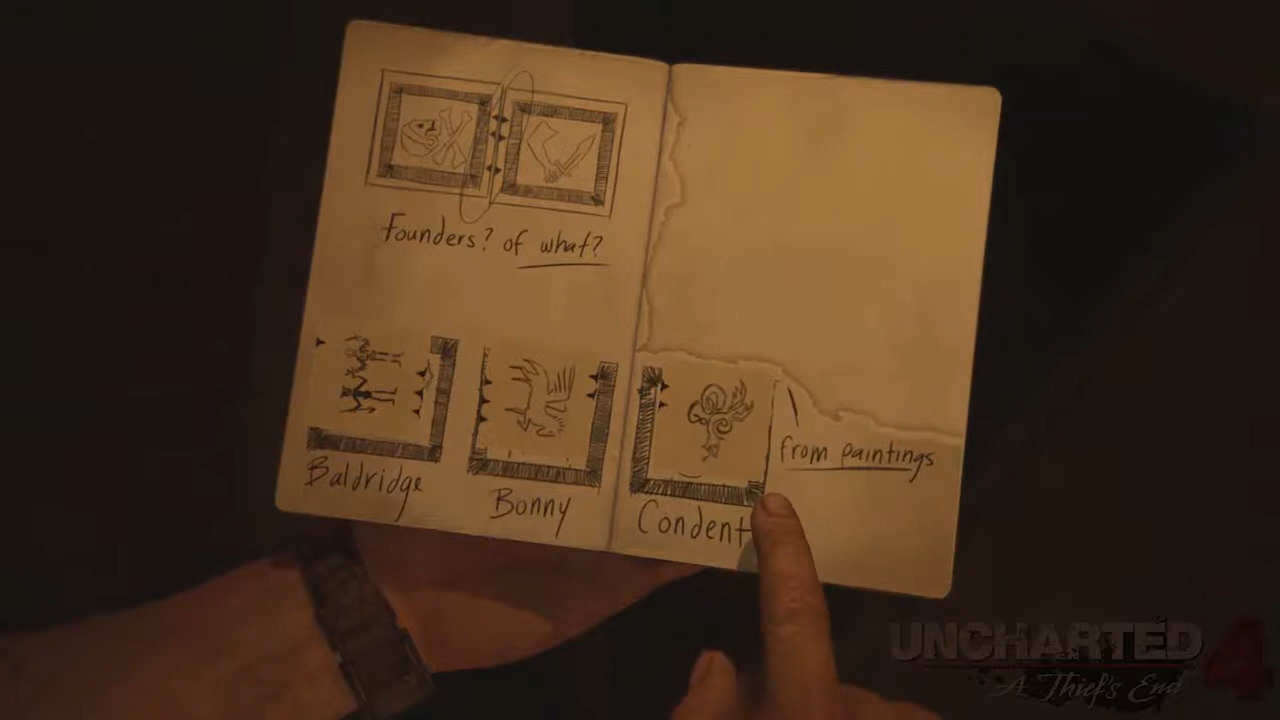 Founders? of what?
Baldridge
Bonny
Condent
from paintings
UNCHARTED 4
A Thief's End